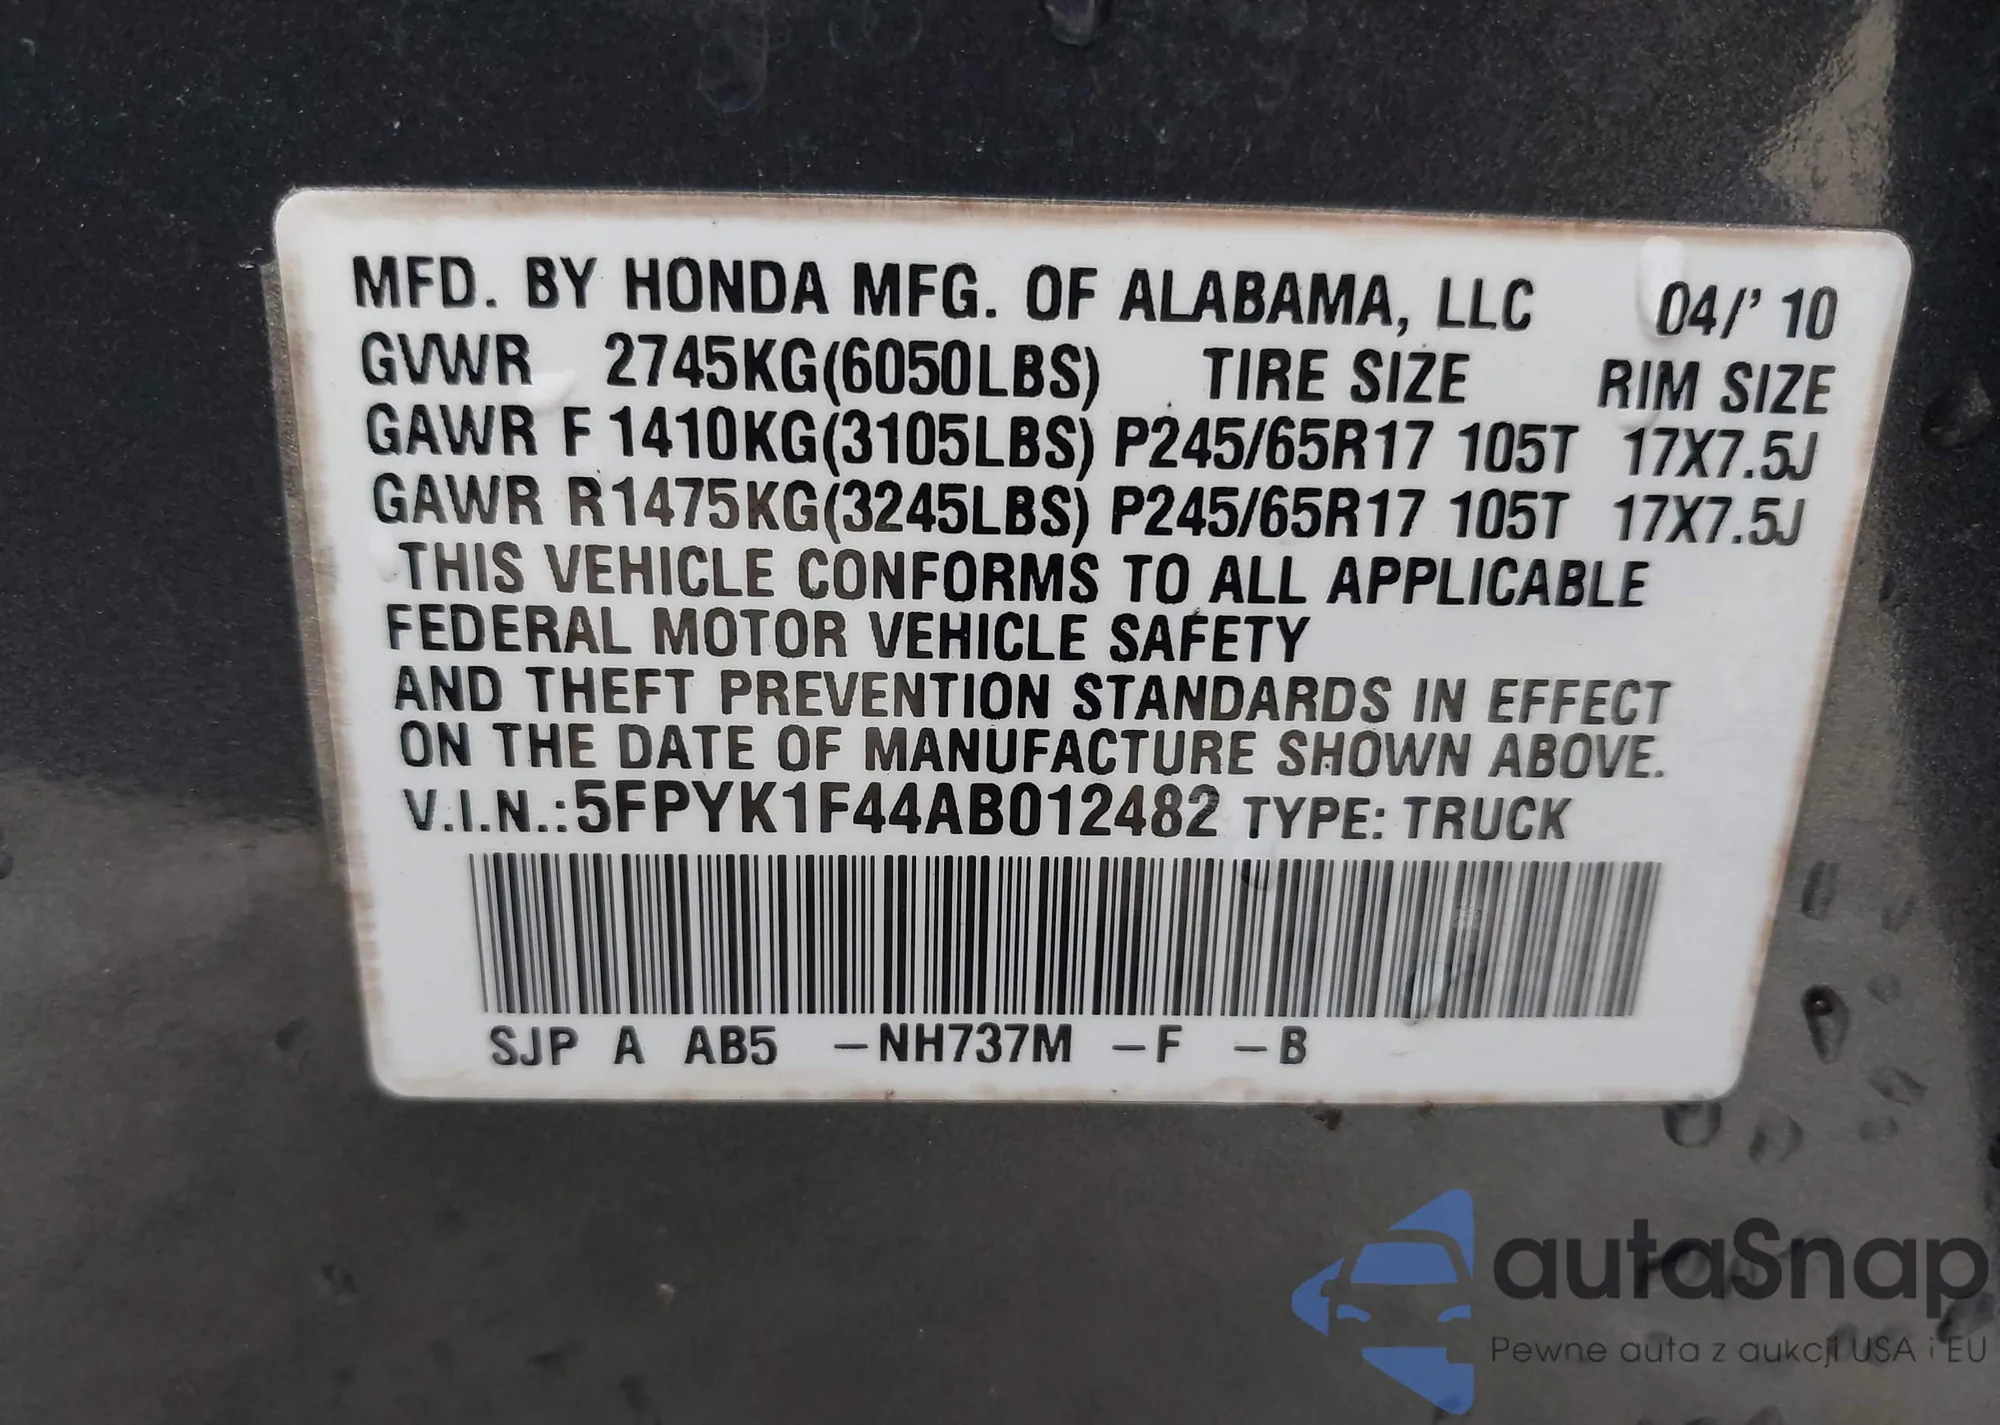 MFD. BY HONDA MFG. OF ALABAMA, LLC 04/' 10
GVWR 2745KG(6050LBS) TIRE SIZE RIM SIZE
GAWR F 1410KG(3105LBS) P245/65R17 105T 17X7.5J
GAWR R1475KG(3245LBS) P245/65R17 105T 17X7.5J
THIS VEHICLE CONFORMS TO ALL APPLICABLE
FEDERAL MOTOR VEHICLE SAFETY
AND THEFT PREVENTION STANDARDS IN EFFECT
ON THE DATE OF MANUFACTURE SHOWN ABOVE.
V.I.N.:5FPYK1F44AB012482 TYPE: TRUCK
SJP A AB5 -NH737M -F -B
autaSnap
Pewne auta z aukcji USA i EU